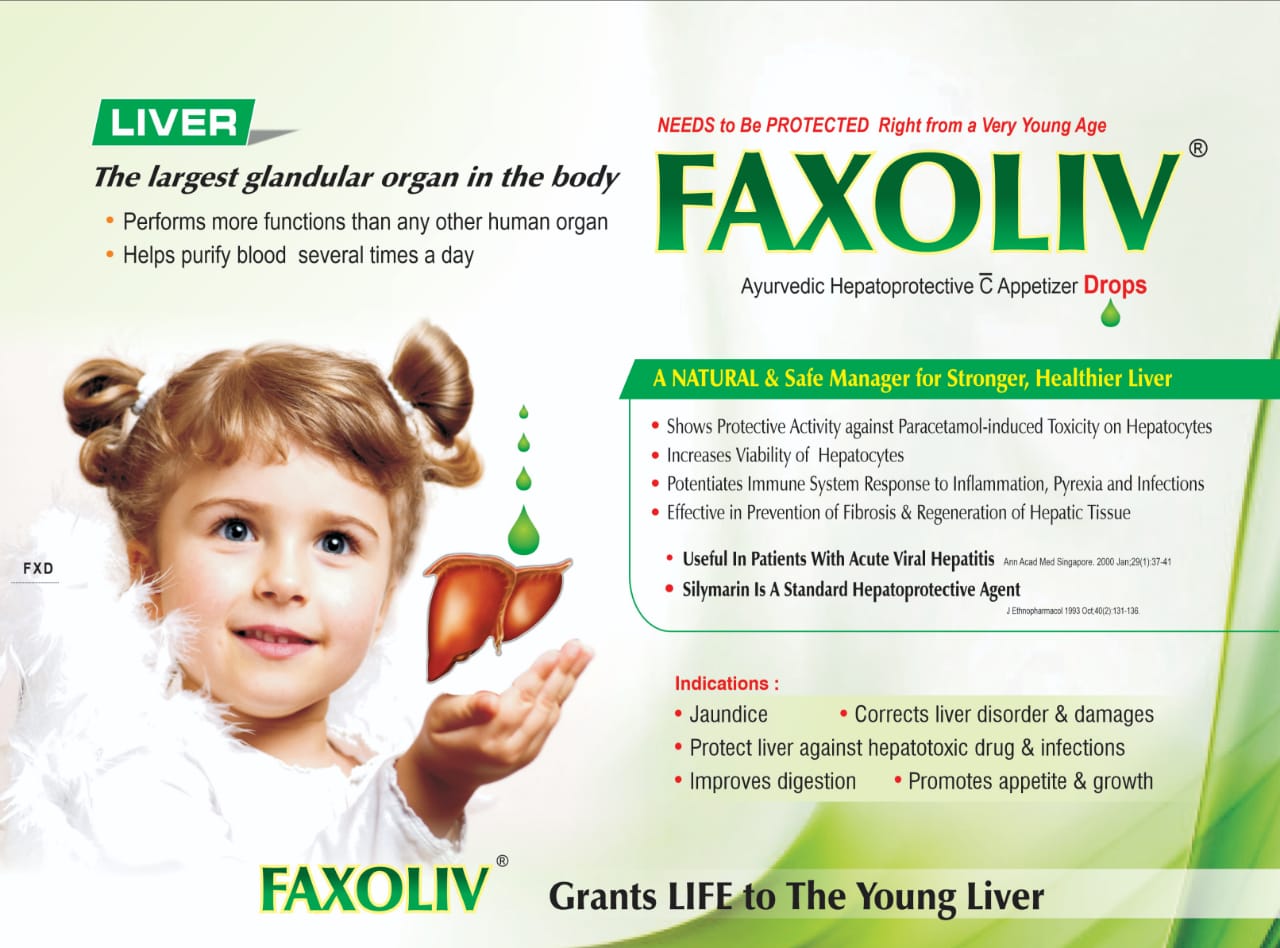 LIVER
The largest glandular organ in the body
• Performs more functions than any other human organ
• Helps purify blood several times a day
NEEDS to Be PROTECTED Right from a Very Young Age
FAXOLIV®
Ayurvedic Hepatoprotective C̅ Appetizer Drops
A NATURAL & Safe Manager for Stronger, Healthier Liver
• Shows Protective Activity against Paracetamol-induced Toxicity on Hepatocytes
• Increases Viability of Hepatocytes
• Potentiates Immune System Response to Inflammation, Pyrexia and Infections
• Effective in Prevention of Fibrosis & Regeneration of Hepatic Tissue
• Useful In Patients With Acute Viral Hepatitis Ann Acad Med Singapore. 2000 Jan;29(1):37-41
• Silymarin Is A Standard Hepatoprotective Agent
J Ethnopharmacol 1993 Oct;40(2):131-136.
FXD
Indications :
• Jaundice • Corrects liver disorder & damages
• Protect liver against hepatotoxic drug & infections
• Improves digestion • Promotes appetite & growth
FAXOLIV® Grants LIFE to The Young Liver